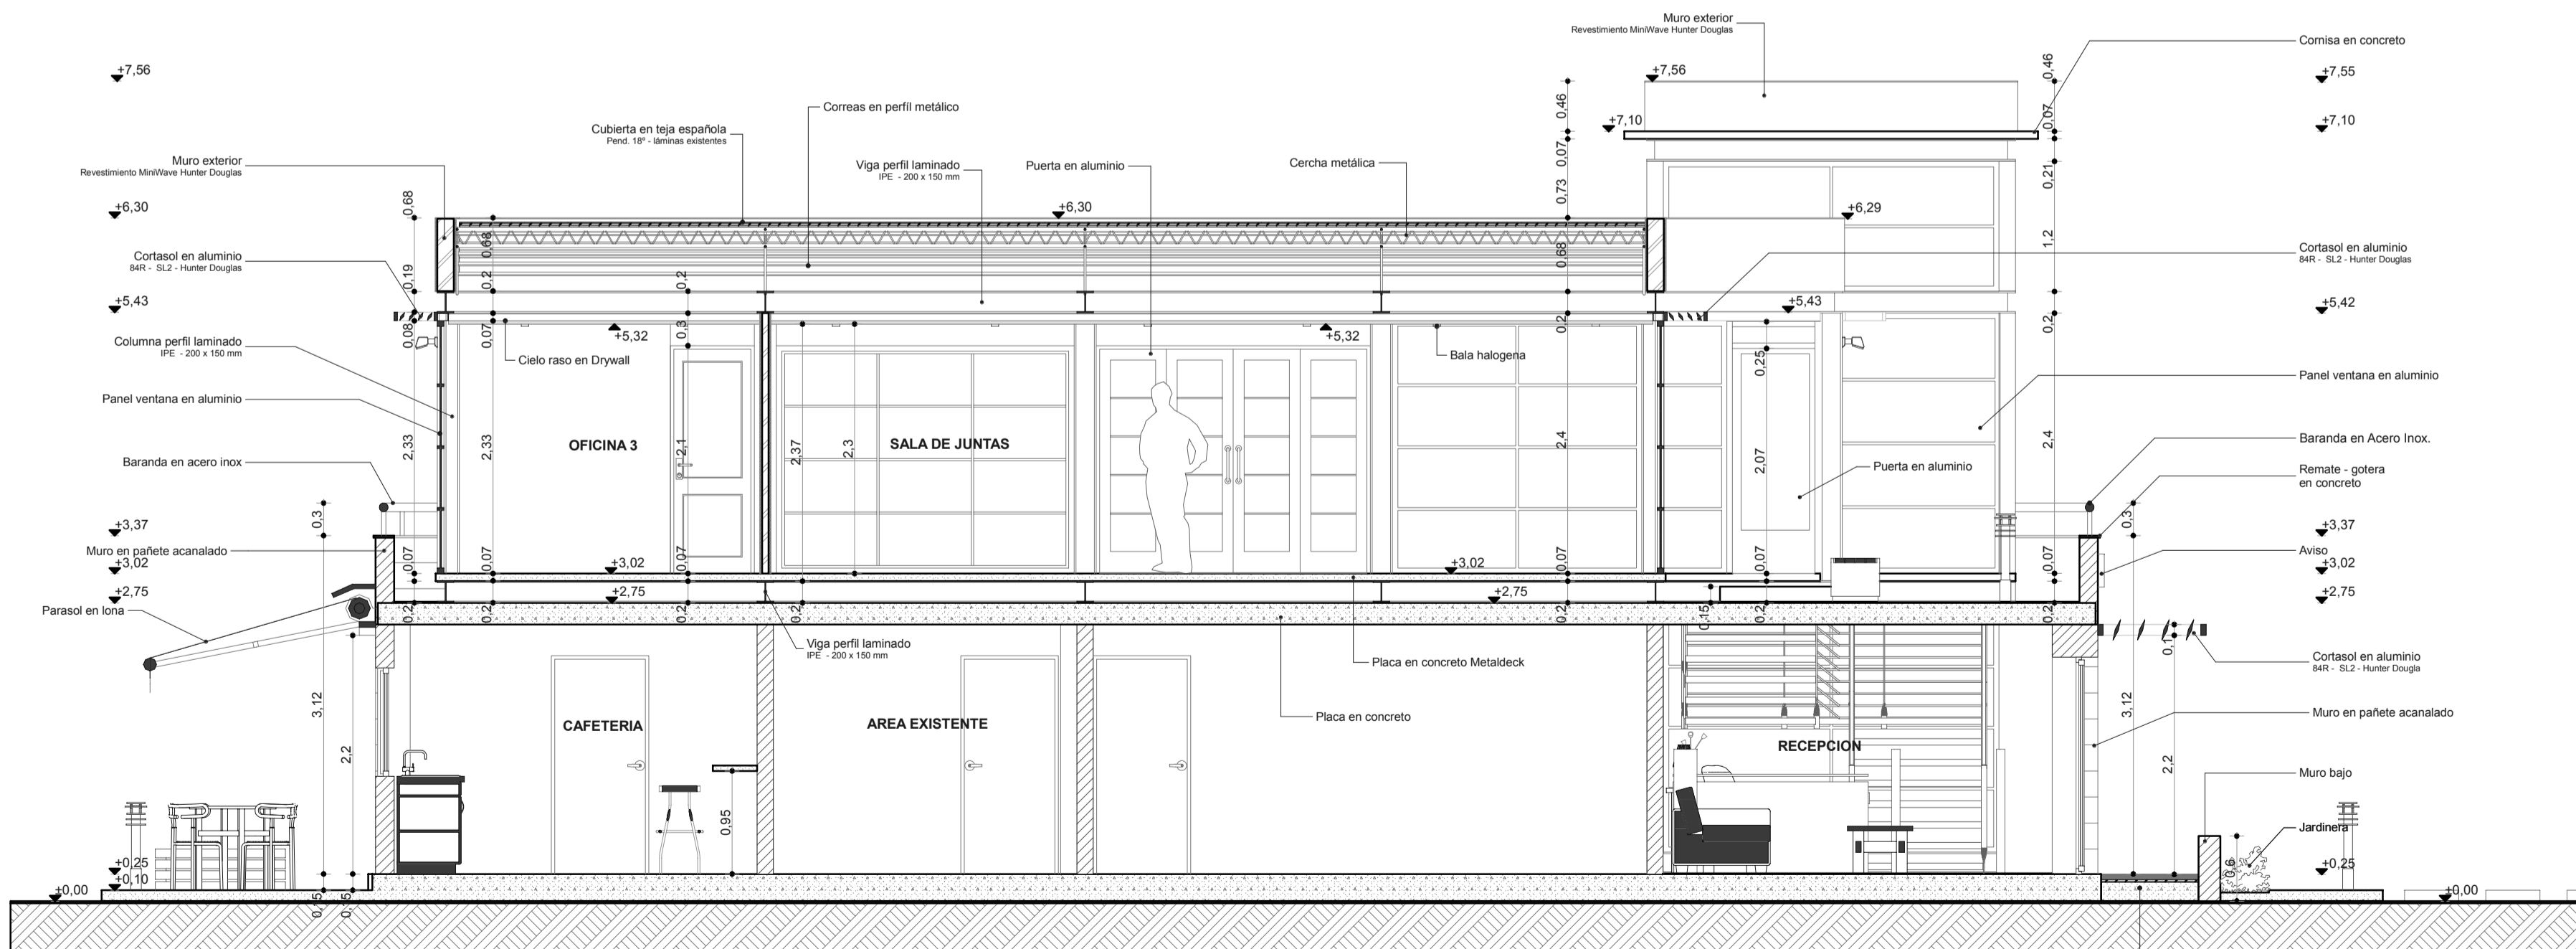 Muro exterior
Revestimiento MiniWave Hunter Douglas
Cornisa en concreto
+7,56
+7,56
0,46
+7,55
Correas en perfíl metálico
0,46
Cubierta en teja española
Pend. 18º - láminas existentes
+7,10
0,07
+7,10
Muro exterior
Revestimiento MiniWave Hunter Douglas
Viga perfil laminado
IPE - 200 x 150 mm
Puerta en aluminio
Cercha metálica
0,07
0,21
0,73
0,68
+6,30
+6,30
+6,29
0,68
0,68
1,2
Cortasol en aluminio
84R - SL2 - Hunter Douglas
Cortasol en aluminio
84R - SL2 - Hunter Douglas
0,19
0,2
0,2
+5,43
+5,43
+5,42
0,08
0,07
0,3
+5,32
+5,32
0,2
0,2
Columna perfil laminado
IPE - 200 x 150 mm
Cielo raso en Drywall
Bala halogena
0,25
Panel ventana en aluminio
Panel ventana en aluminio
2,33
2,33
OFICINA 3
2,1
2,37
2,3
SALA DE JUNTAS
2,4
2,07
2,4
Baranda en Acero Inox.
Baranda en acero inox
Puerta en aluminio
Remate - gotera
en concreto
0,3
0,3
+3,37
+3,37
Muro en pañete acanalado
Aviso
0,07
0,07
0,07
0,07
0,07
0,07
+3,02
+3,02
+3,02
+3,02
+2,75
+2,75
+2,75
+2,75
Parasol en lona
0,2
0,2
0,2
0,2
0,2
0,15
0,2
0,2
Viga perfil laminado
IPE - 200 x 150 mm
0,1
Placa en concreto Metaldeck
Cortasol en aluminio
84R - SL2 - Hunter Dougla
3,12
3,12
CAFETERIA
AREA EXISTENTE
Placa en concreto
Muro en pañete acanalado
RECEPCION
2,2
2,2
Muro bajo
0,95
Jardinera
+0,25
0,6
+0,25
+0,10
+0,00
+0,00